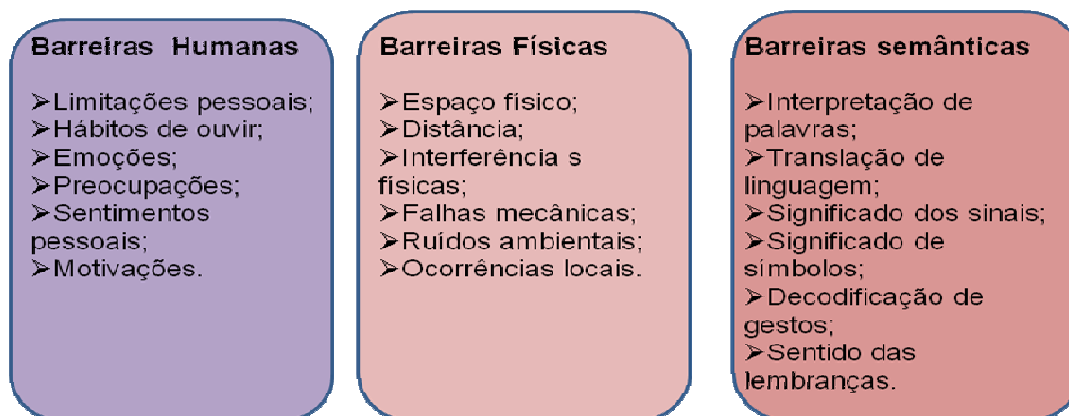 Barreiras Humanas
➢Limitações pessoais;
➢Hábitos de ouvir;
➢Emoções;
➢Preocupações;
➢Sentimentos
pessoais;
➢Motivações.
Barreiras Físicas
➢Espaço físico;
➢Distância;
➢Interferência s
físicas;
➢Falhas mecânicas;
➢Ruídos ambientais;
➢Ocorrências locais.
Barreiras semânticas
➢Interpretação de
palavras;
➢Translação de
linguagem;
➢Significado dos sinais;
➢Significado de
símbolos;
➢Decodificação de
gestos;
➢Sentido das
lembranças.